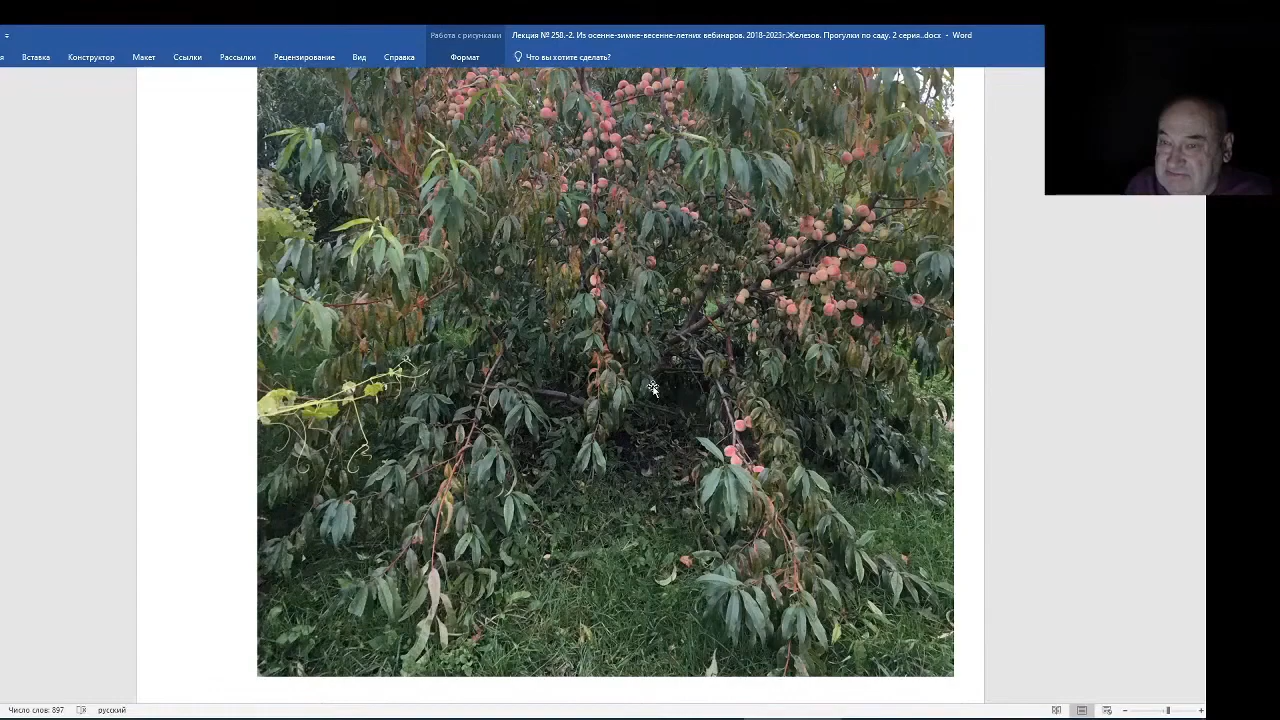 Работа с рисунками
Лекция № 258.-2. Из осенне-зимне-весенне-летних вебинаров. 2018-2023г.Железов. Прогулки по саду. 2 серия..docx - Word
я Вставка Конструктор Макет Ссылки Рассылки Рецензирование Вид Справка Формат Что вы хотите сделать?
Число слов: 897 русский